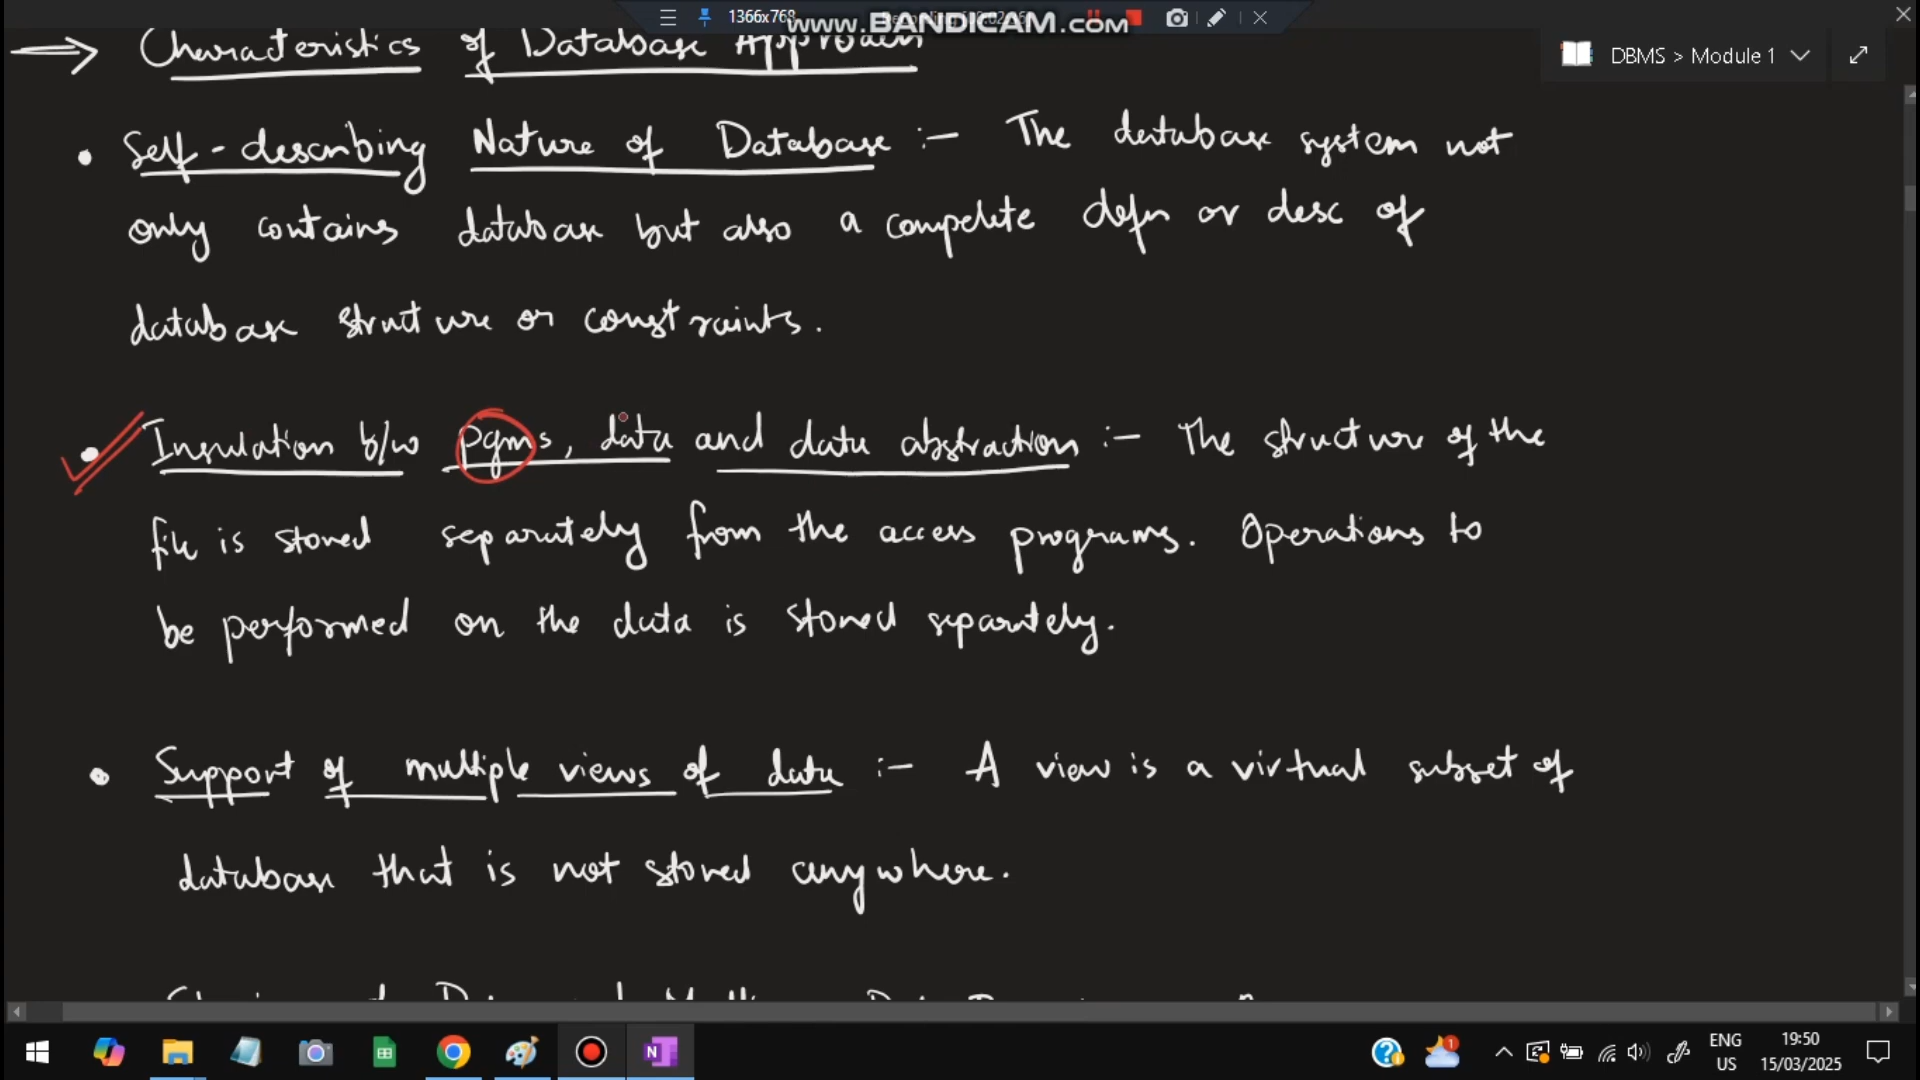 1366x768
www.BANDICAM.com
→ Characteristics of Database Approach
DBMS > Module 1
• Self-describing Nature of Database :- The database system not
only contains database but also a compelete defn or desc of
database structure or constraints.
• Insulation b/w pgms, data and data abstraction :- The structure of the
file is stored separately from the access programs. Operations to
be performed on the data is stored separately.
• Support of multiple views of data :- A view is a virtual subset of
database that is not stored anywhere.
ENG 19:50
US 15/03/2025